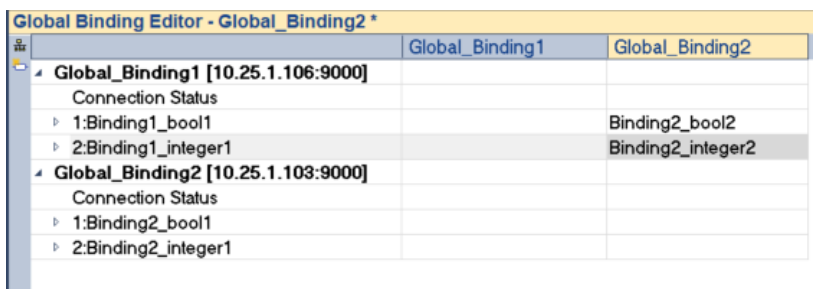 Global Binding Editor - Global_Binding2 *
Global_Binding1 Global_Binding2
Global_Binding1 [10.25.1.106:9000]
Connection Status
1:Binding1_bool1 Binding2_bool2
2:Binding1_integer1 Binding2_integer2
Global_Binding2 [10.25.1.103:9000]
Connection Status
1:Binding2_bool1
2:Binding2_integer1